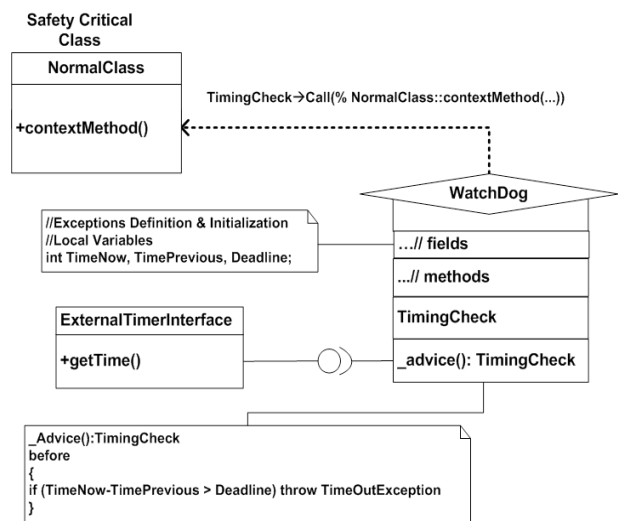 Safety Critical
Class
NormalClass
+contextMethod()
TimingCheck→Call(% NormalClass::contextMethod(...))
WatchDog
//Exceptions Definition & Initialization
//Local Variables
int TimeNow, TimePrevious, Deadline;
...// fields
...// methods
TimingCheck
_advice(): TimingCheck
ExternalTimerInterface
+getTime()
_Advice():TimingCheck
before
{
if (TimeNow-TimePrevious > Deadline) throw TimeOutException
}